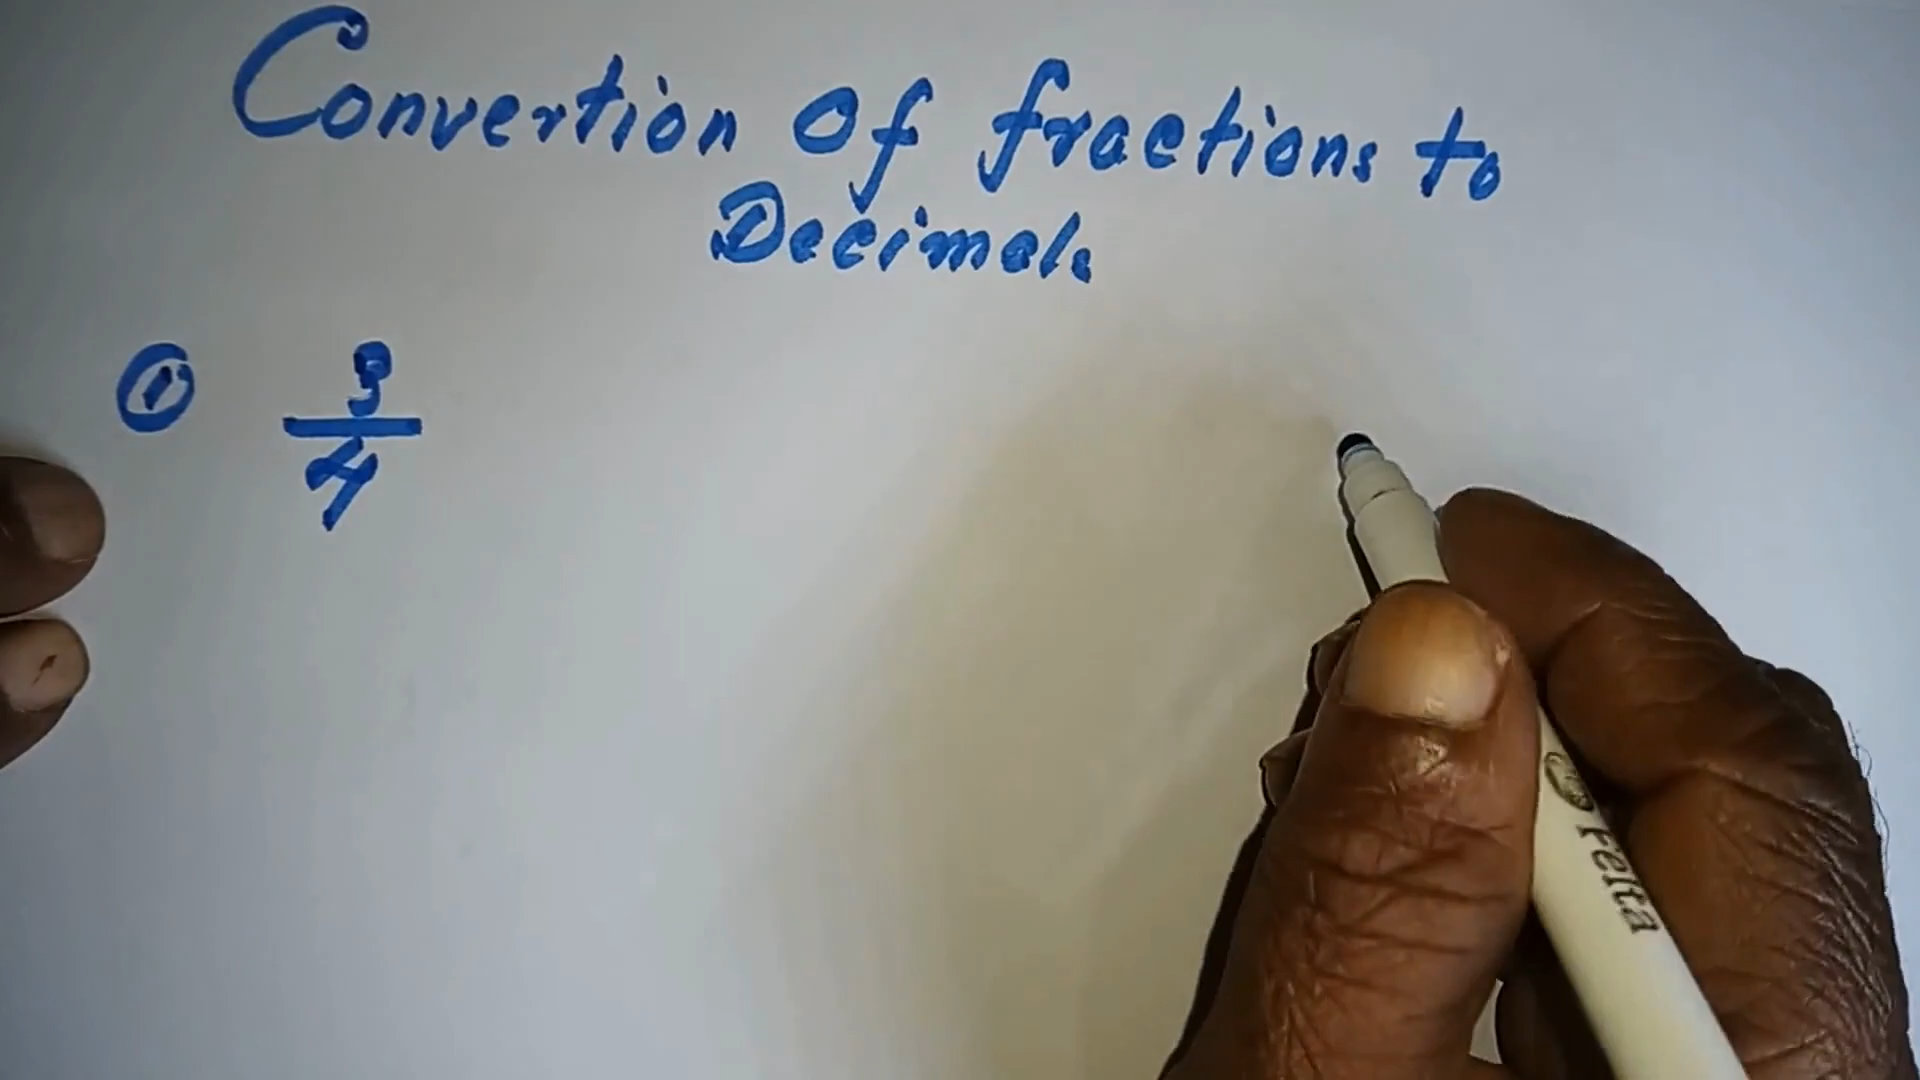 Convertion Of fractions to
Decimals
① 3/4
Felta